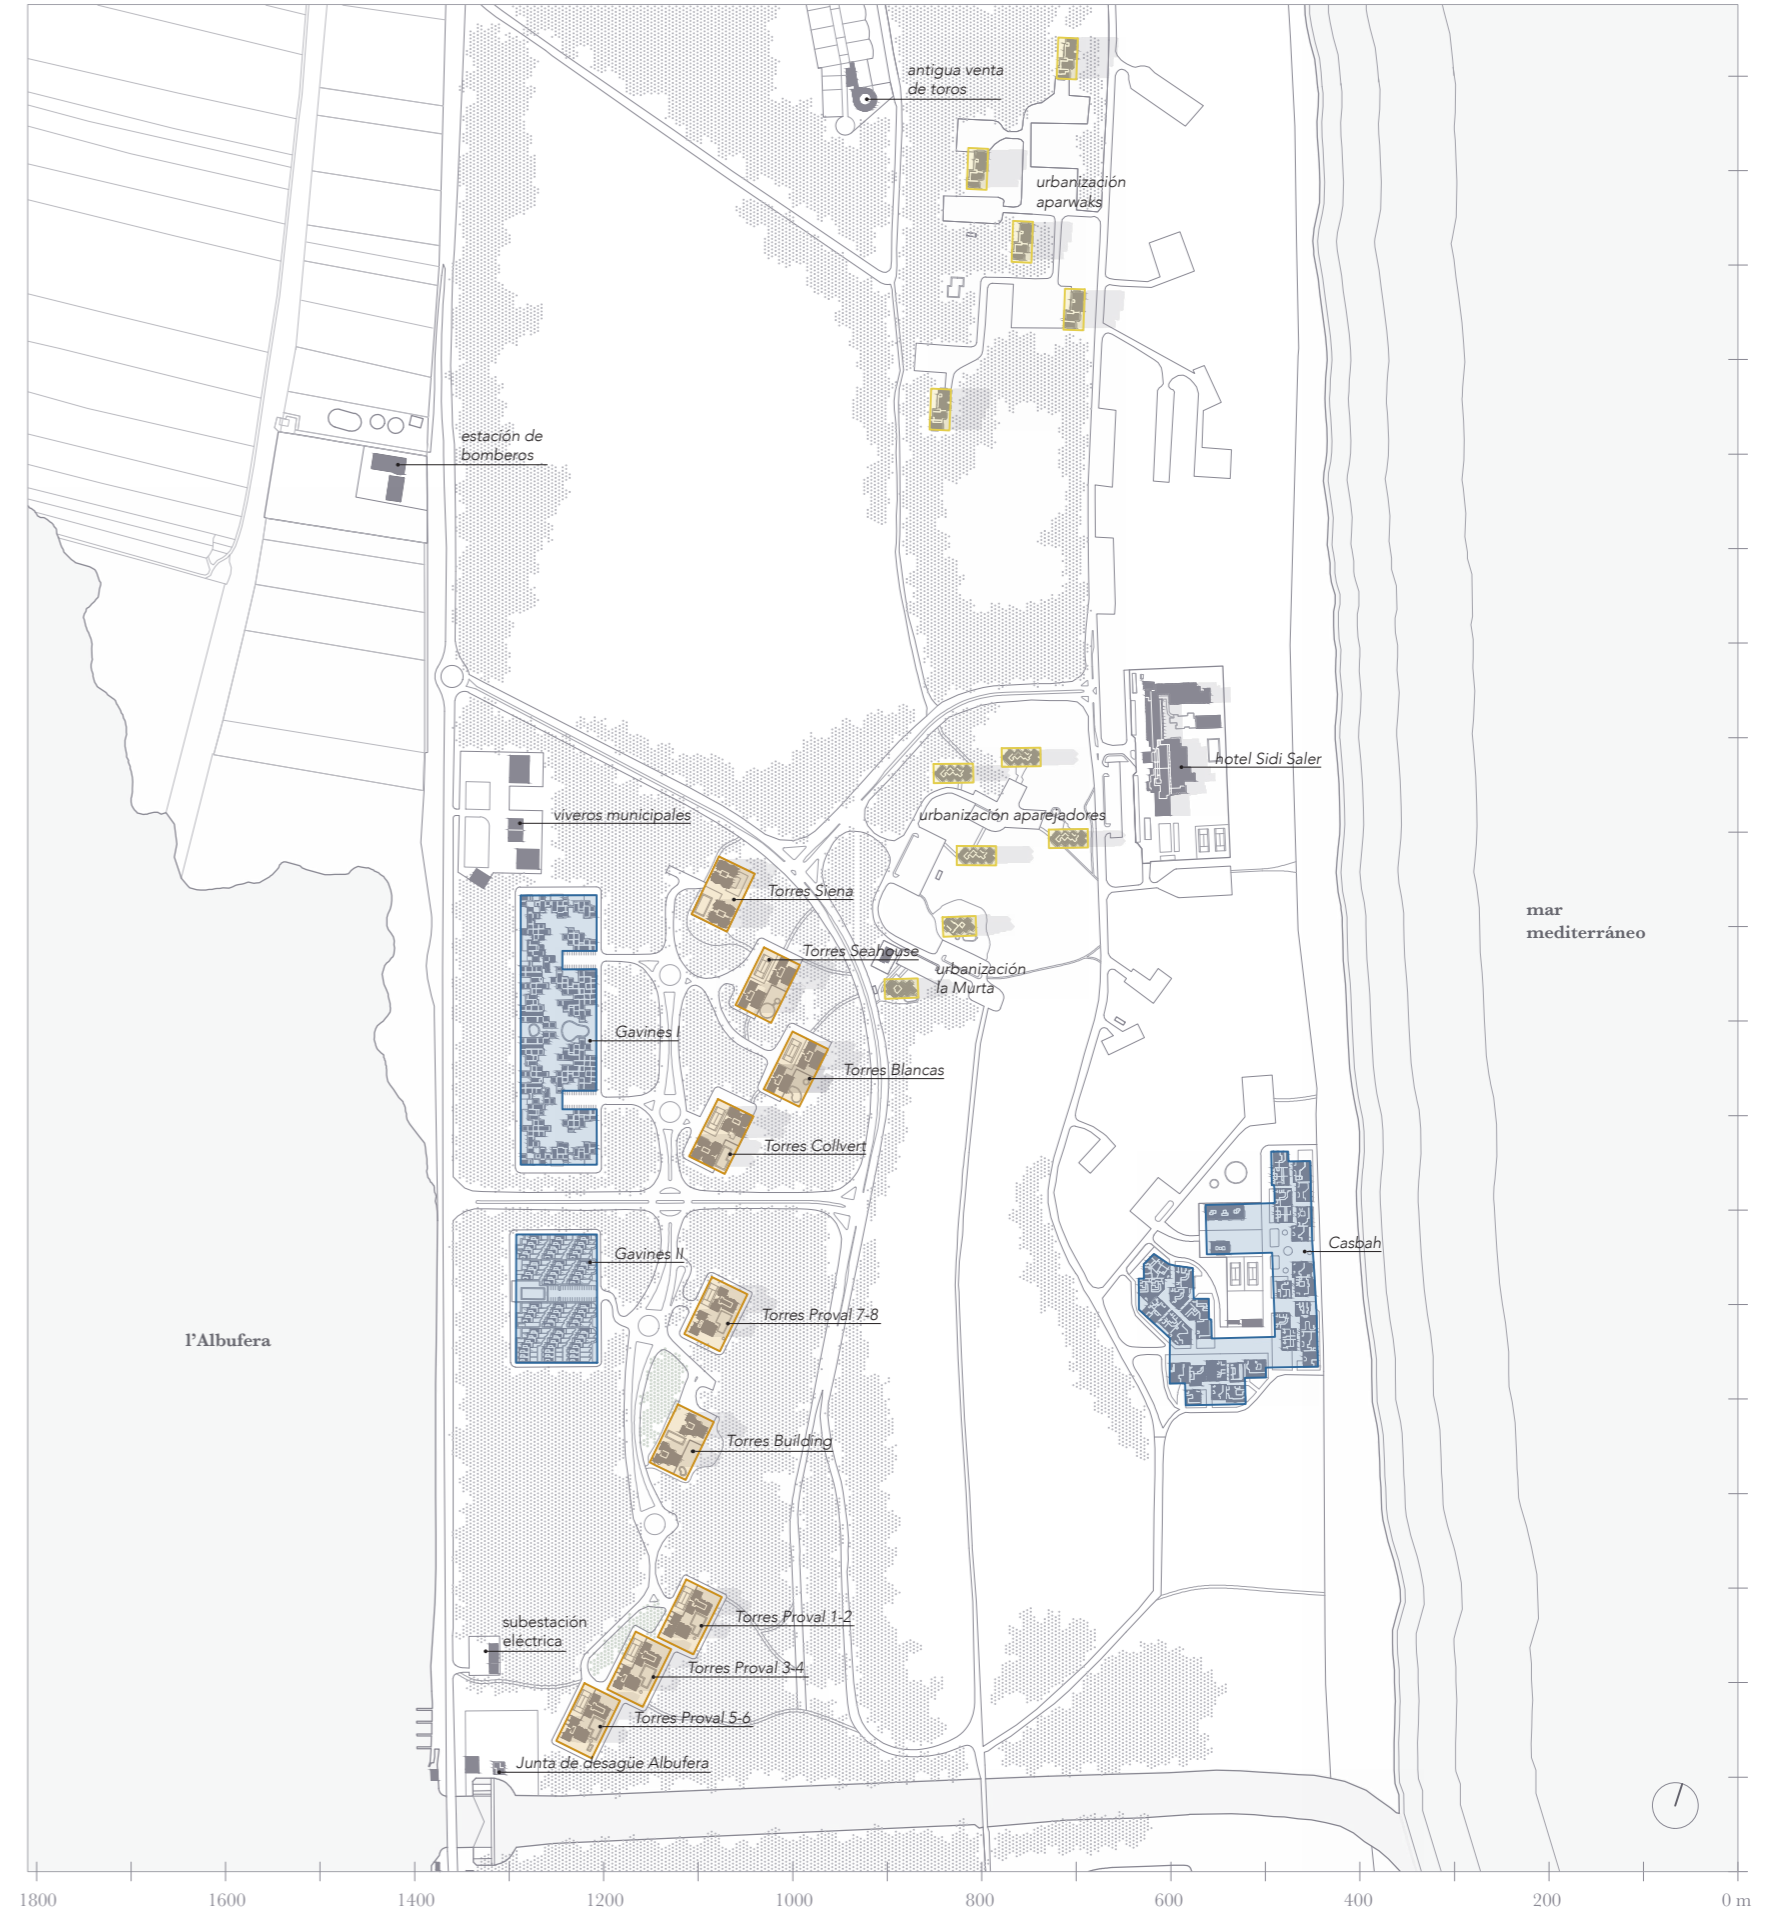 antigua venta
de toros
urbanización
aparwaks
estación de
bomberos
hotel Sidi Saler
viveros municipales
urbanización aparejadores
Torres Siena
mar
mediterráneo
Torres Seahouse
urbanización
la Murta
Gavines I
Torres Blancas
Torres Collvert
Casbah
Gavines II
Torres Proval 7-8
l'Albufera
Torres Building
Torres Proval 1-2
subestación
eléctrica
Torres Proval 3-4
Torres Proval 5-6
Junta de desagüe Albufera
1800 1600 1400 1200 1000 800 600 400 200 0 m